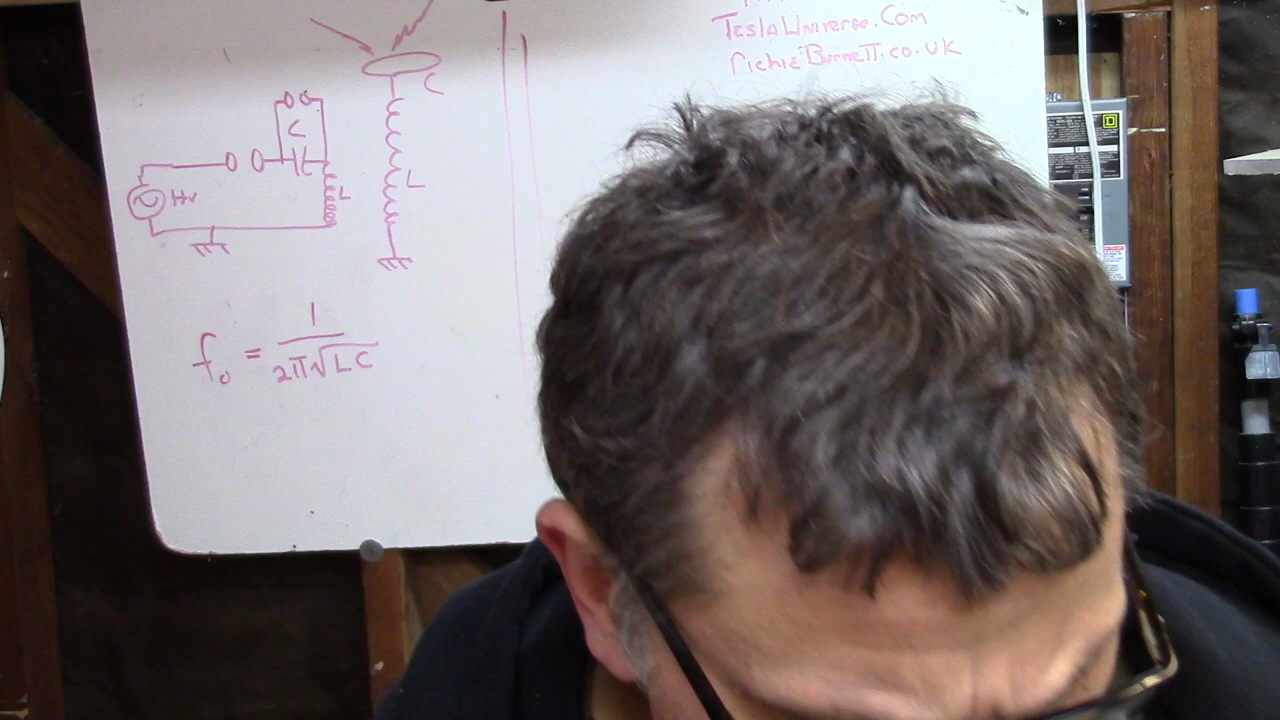 TeslaUniverse.Com
RichieBurnett.co.uk
C
C
HV
L
L
f₀ = 1 / 2π√LC